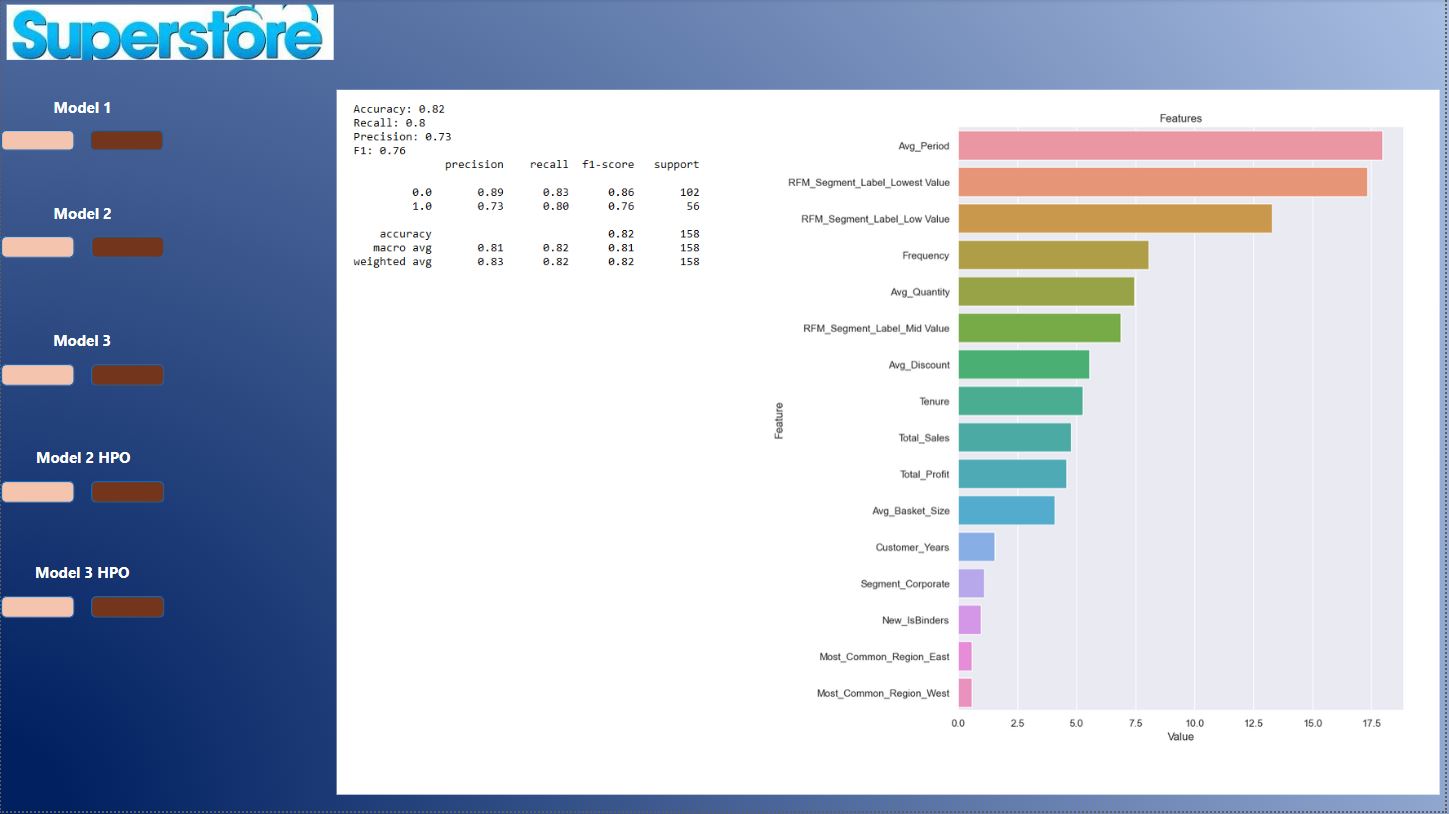 Superstore
Model 1
Model 2
Model 3
Model 2 HPO
Model 3 HPO
Accuracy: 0.82
Recall: 0.8
Precision: 0.73
F1: 0.76
precision recall f1-score support
0.0 0.89 0.83 0.86 102
1.0 0.73 0.80 0.76 56
accuracy 0.82 158
macro avg 0.81 0.82 0.81 158
weighted avg 0.83 0.82 0.82 158
Features
Feature
Avg_Period
RFM_Segment_Label_Lowest Value
RFM_Segment_Label_Low Value
Frequency
Avg_Quantity
RFM_Segment_Label_Mid Value
Avg_Discount
Tenure
Total_Sales
Total_Profit
Avg_Basket_Size
Customer_Years
Segment_Corporate
New_IsBinders
Most_Common_Region_East
Most_Common_Region_West
0.0 2.5 5.0 7.5 10.0 12.5 15.0 17.5
Value